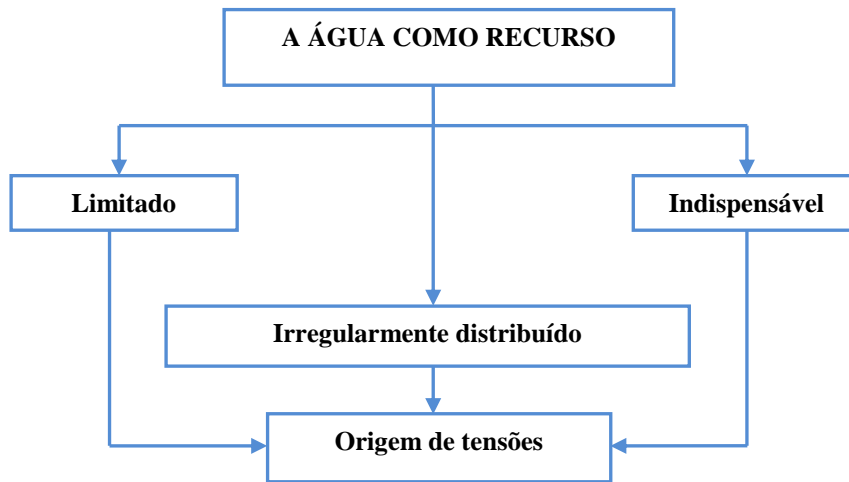 A ÁGUA COMO RECURSO
Limitado
Indispensável
Irregularmente distribuído
Origem de tensões